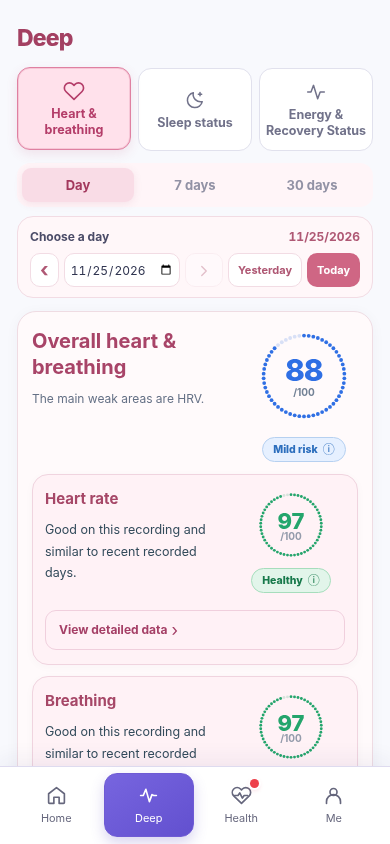 Deep
Heart &
breathing
Sleep status
Energy &
Recovery Status
Day
7 days
30 days
Choose a day
11/25/2026
11/25/2026
Yesterday
Today
Overall heart &
breathing
The main weak areas are HRV.
88
/100
Mild risk
Heart rate
Good on this recording and
similar to recent recorded
days.
97
/100
Healthy
View detailed data
Breathing
Good on this recording and
similar to recent recorded
97
/100
Home
Deep
Health
Me